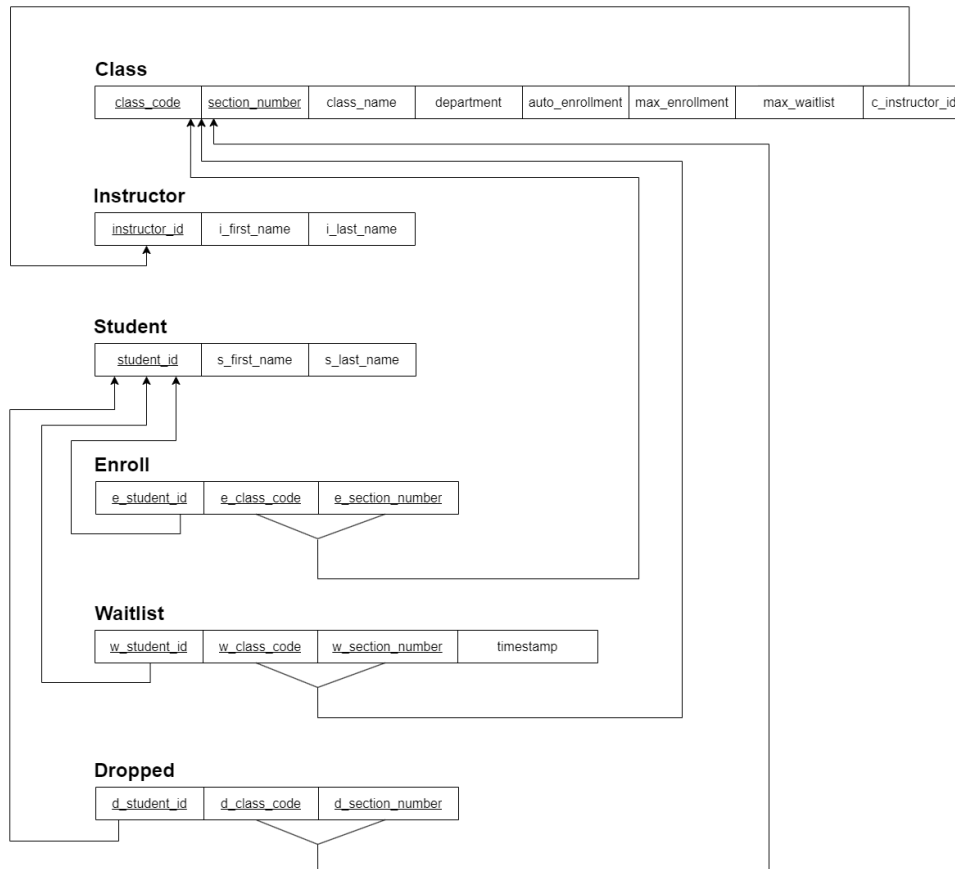 Class
class_code section_number class_name department auto_enrollment max_enrollment max_waitlist c_instructor_id
Instructor
instructor_id i_first_name i_last_name
Student
student_id s_first_name s_last_name
Enroll
e_student_id e_class_code e_section_number
Waitlist
w_student_id w_class_code w_section_number timestamp
Dropped
d_student_id d_class_code d_section_number